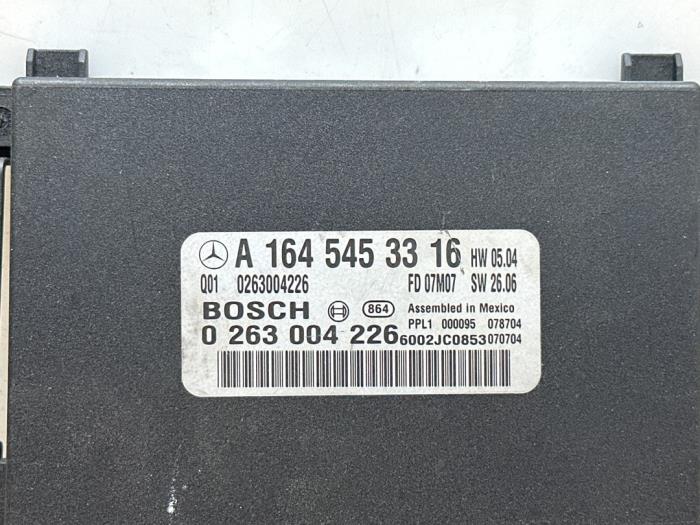 A 164 545 33 16 HW 05.04
Q01 0263004226 FD 07M07 SW 26.06
BOSCH 864 Assembled in Mexico
PPL1 000095 078704
0 263 004 226 6002JC0853 070704